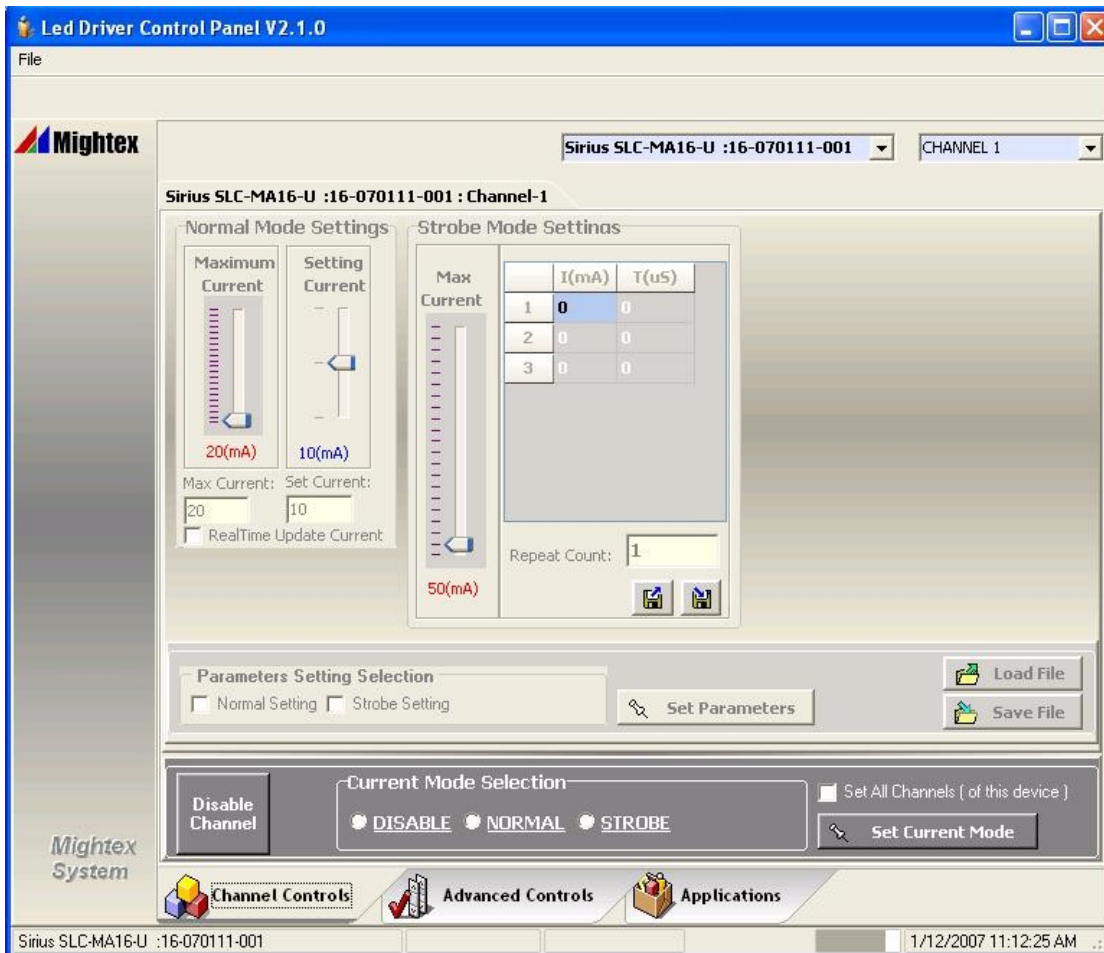 Led Driver Control Panel V2.1.0
File
Mightex
Sirius SLC-MA16-U :16-070111-001
CHANNEL 1
Sirius SLC-MA16-U :16-070111-001 : Channel-1
Normal Mode Settings
Maximum Current
Setting Current
20(mA)
10(mA)
Max Current:
Set Current:
20
10
RealTime Update Current
Strobe Mode Settings
Max Current
50(mA)
I(mA) T(uS)
1 0 0
2 0 0
3 0 0
Repeat Count: 1
Parameters Setting Selection
Normal Setting Strobe Setting
Set Parameters
Load File
Save File
Disable Channel
Current Mode Selection
DISABLE NORMAL STROBE
Set All Channels ( of this device )
Set Current Mode
Mightex System
Channel Controls
Advanced Controls
Applications
Sirius SLC-MA16-U :16-070111-001
1/12/2007 11:12:25 AM